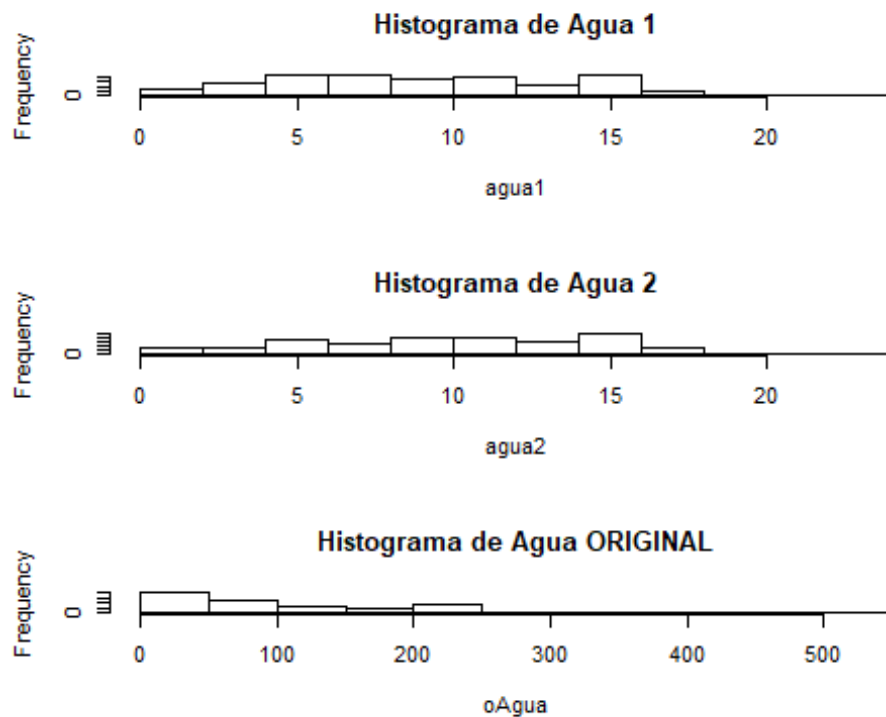 Histograma de Agua 1
Frequency
0
0 5 10 15 20
agua1
Histograma de Agua 2
Frequency
0
0 5 10 15 20
agua2
Histograma de Agua ORIGINAL
Frequency
0
0 100 200 300 400 500
oAgua